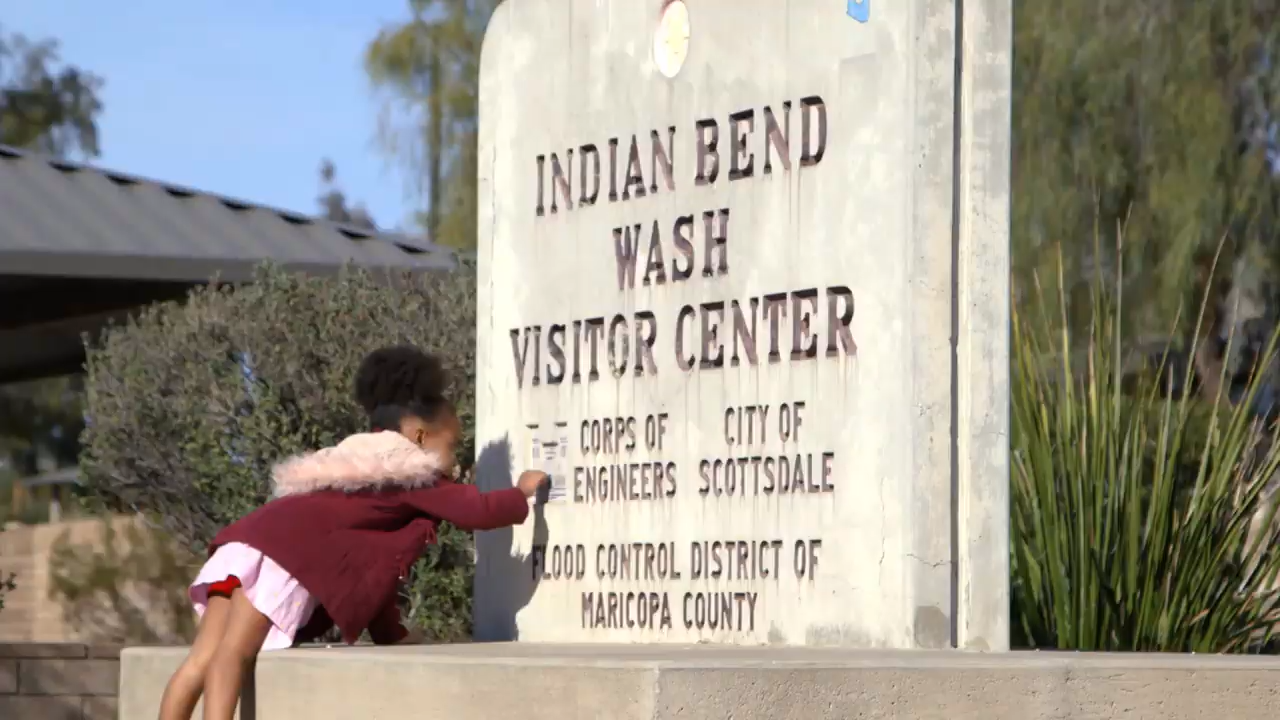 INDIAN BEND
WASH
VISITOR CENTER
CORPS OF
ENGINEERS
CITY OF
SCOTTSDALE
FLOOD CONTROL DISTRICT OF
MARICOPA COUNTY